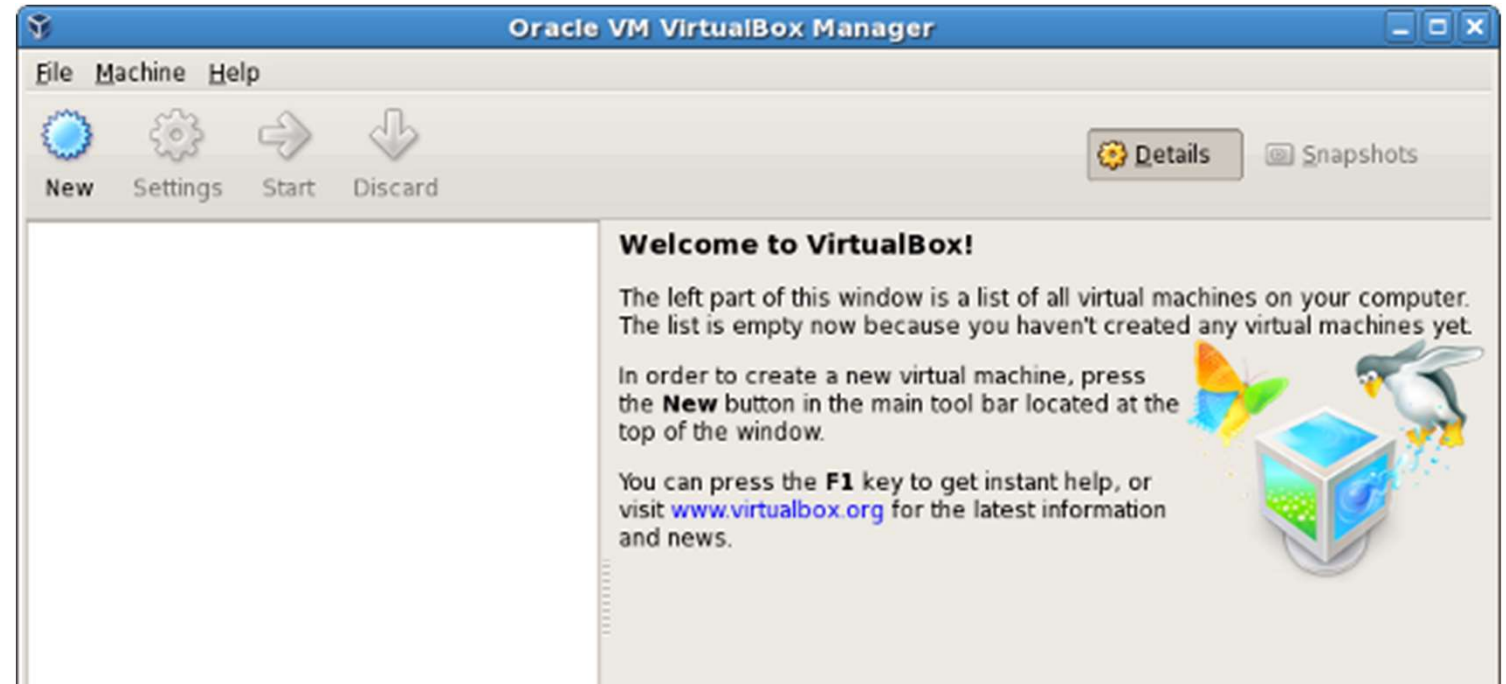 Oracle VM VirtualBox Manager
File Machine Help
New Settings Start Discard
Details Snapshots
Welcome to VirtualBox!
The left part of this window is a list of all virtual machines on your computer.
The list is empty now because you haven't created any virtual machines yet.
In order to create a new virtual machine, press
the New button in the main tool bar located at the
top of the window.
You can press the F1 key to get instant help, or
visit www.virtualbox.org for the latest information
and news.